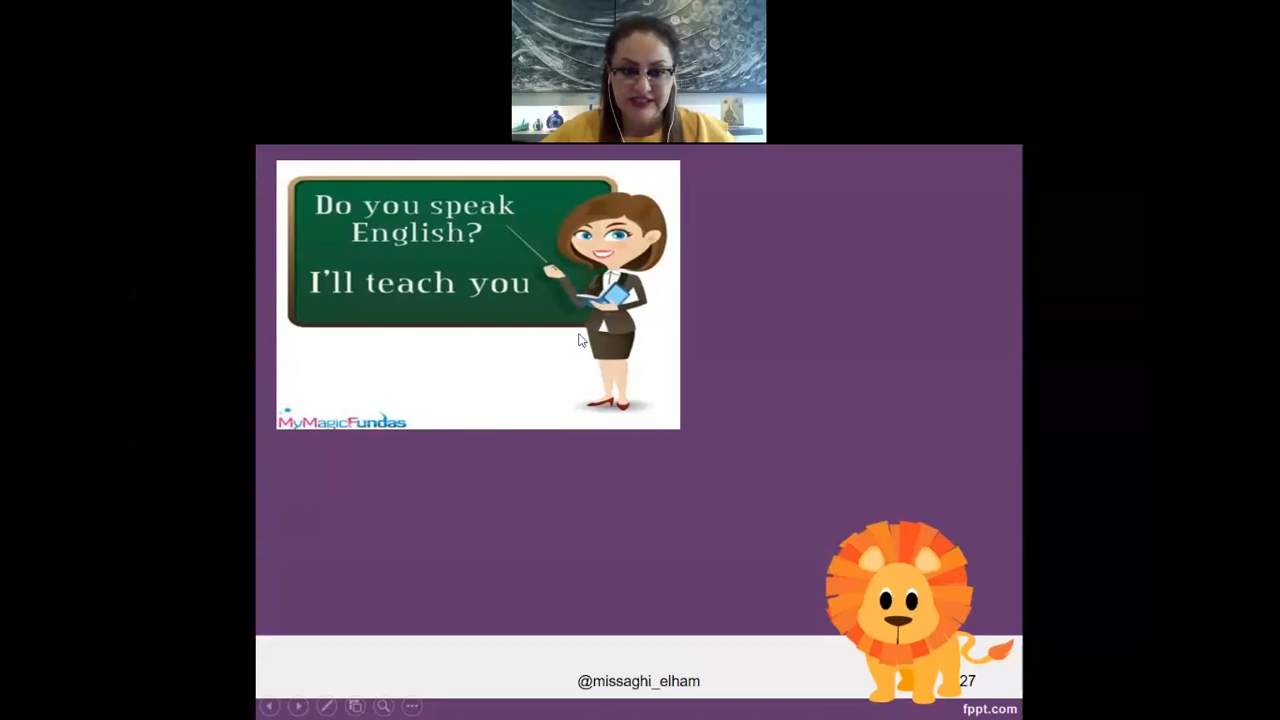 Do you speak
English?
I'll teach you
MyMagicFundas
@missaghi_elham
27
fppt.com